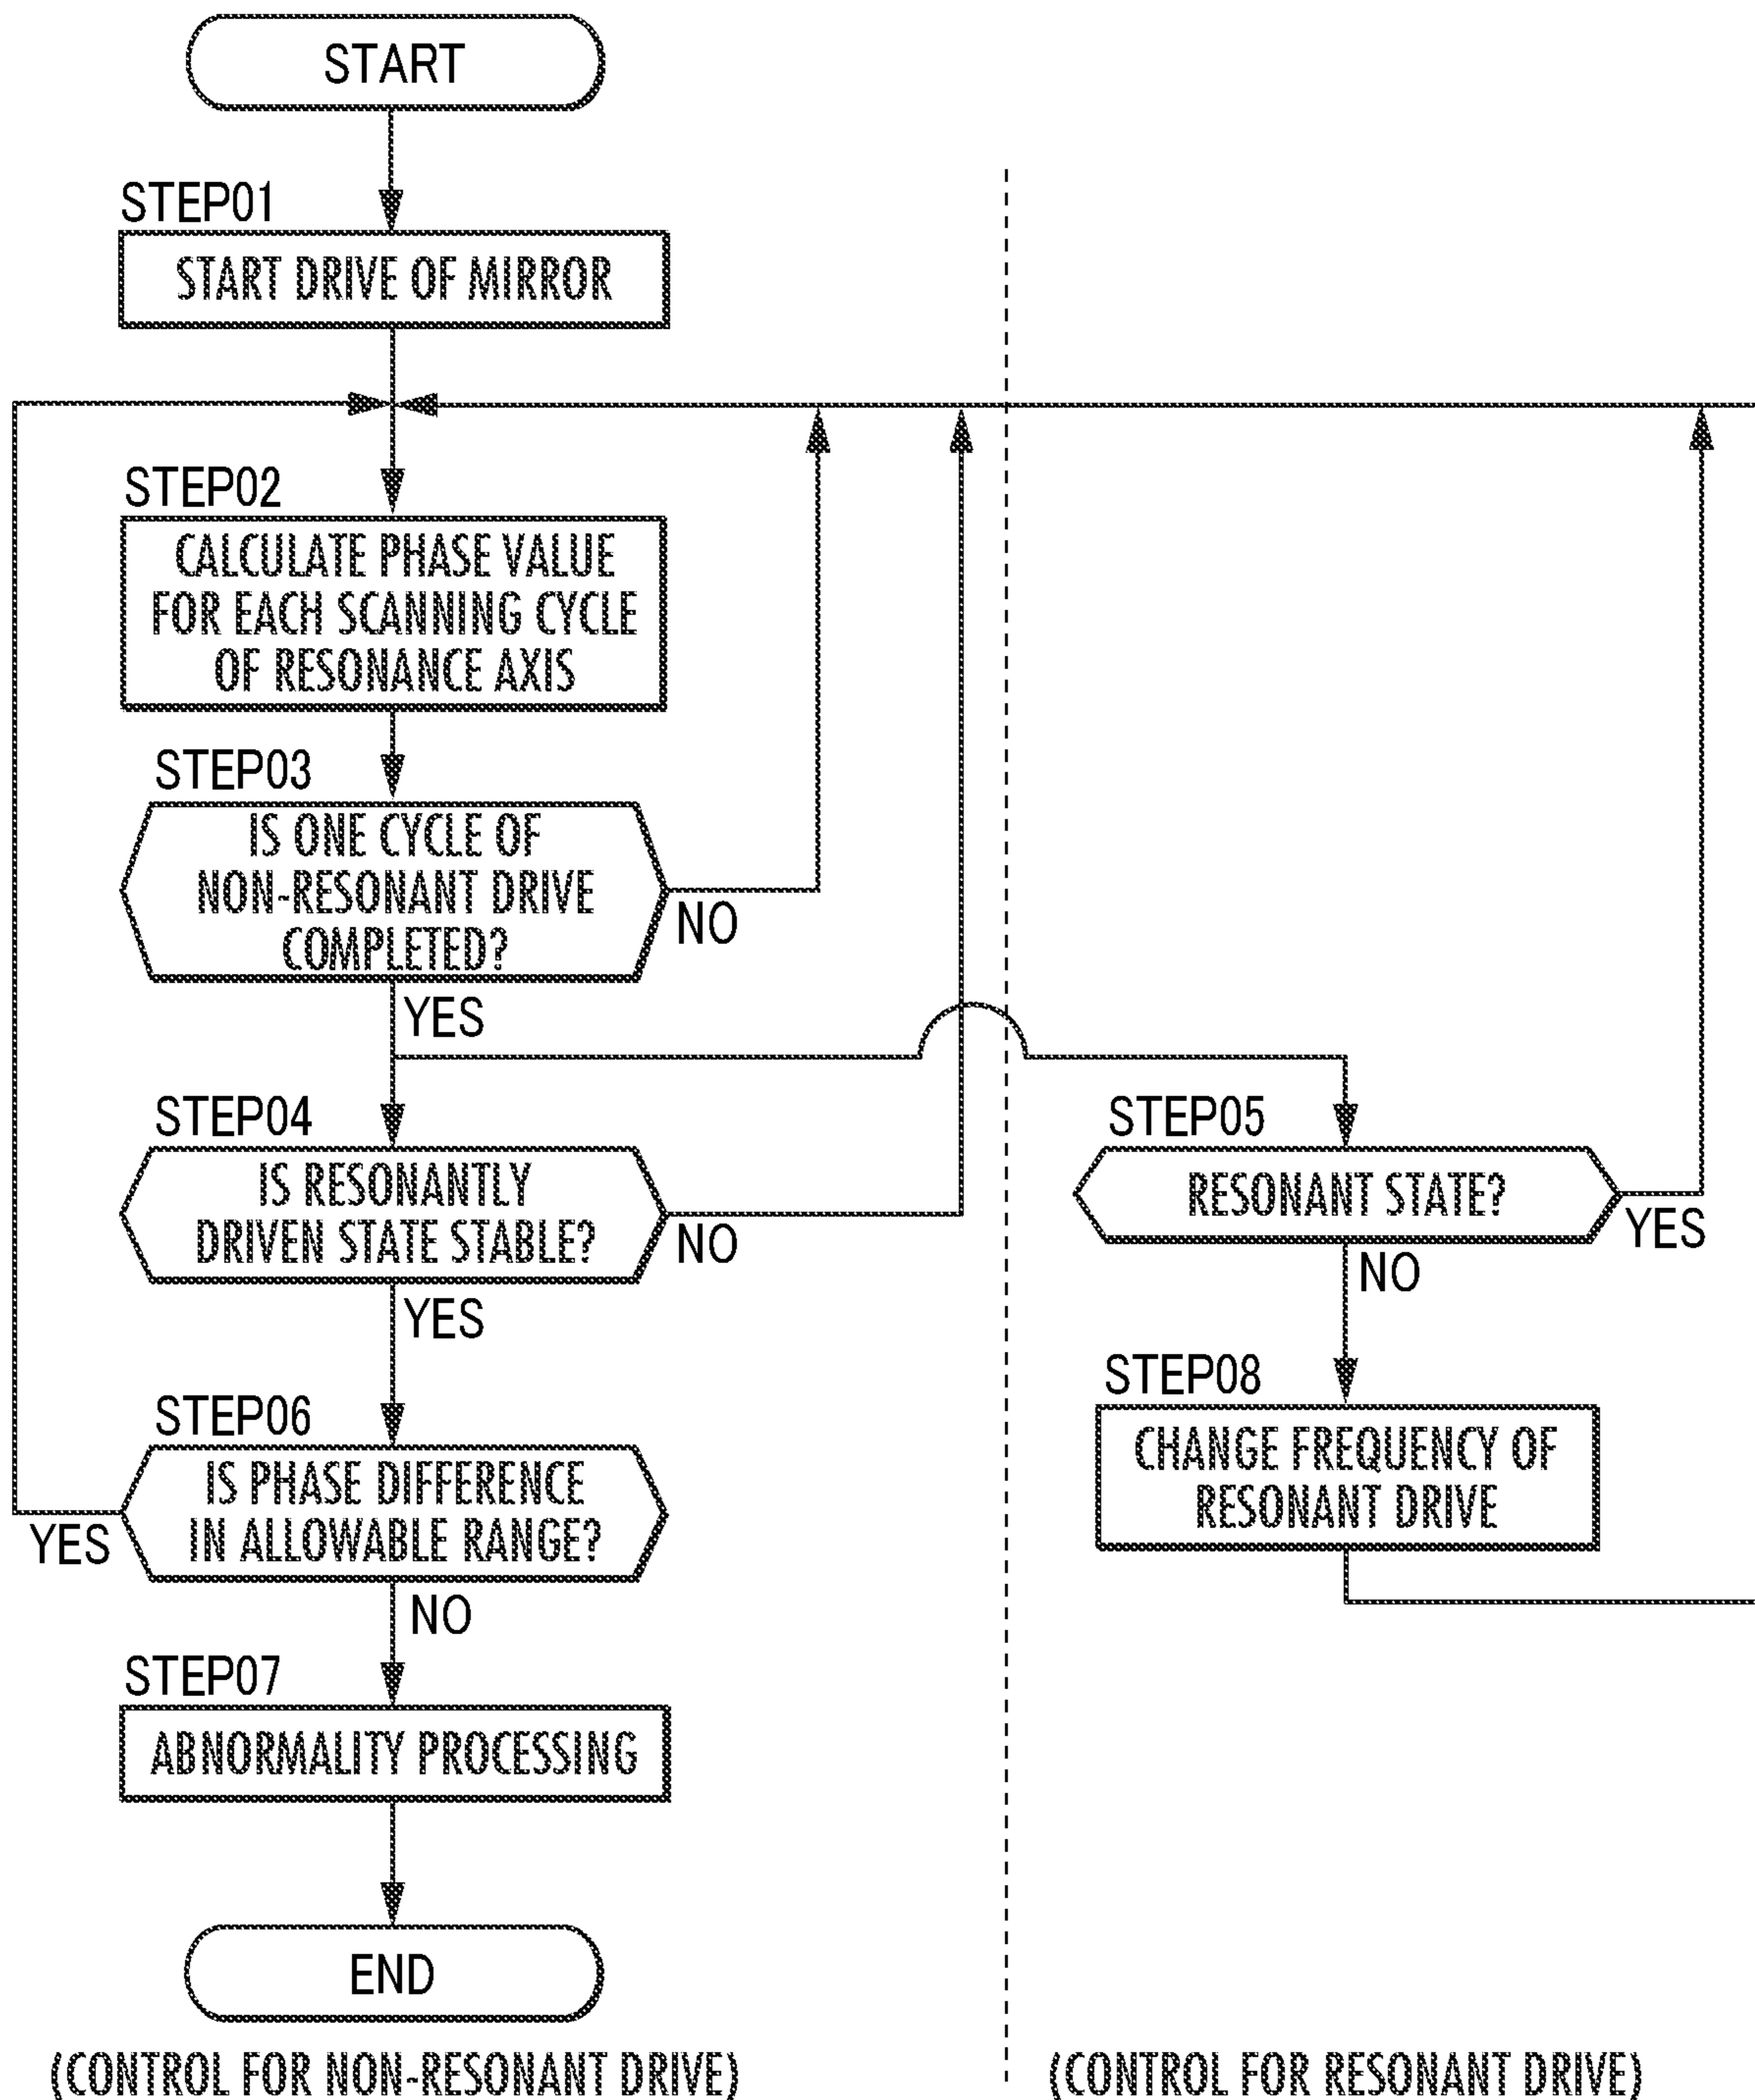 START
STEP01
START DRIVE OF MIRROR
STEP02
CALCULATE PHASE VALUE
FOR EACH SCANNING CYCLE
OF RESONANCE AXIS
STEP03
IS ONE CYCLE OF
NON-RESONANT DRIVE
COMPLETED?
NO
YES
STEP04
IS RESONANTLY
DRIVEN STATE STABLE?
NO
YES
STEP05
RESONANT STATE?
YES
NO
STEP06
IS PHASE DIFFERENCE
IN ALLOWABLE RANGE?
YES
NO
STEP08
CHANGE FREQUENCY OF
RESONANT DRIVE
STEP07
ABNORMALITY PROCESSING
END
(CONTROL FOR NON-RESONANT DRIVE)
(CONTROL FOR RESONANT DRIVE)